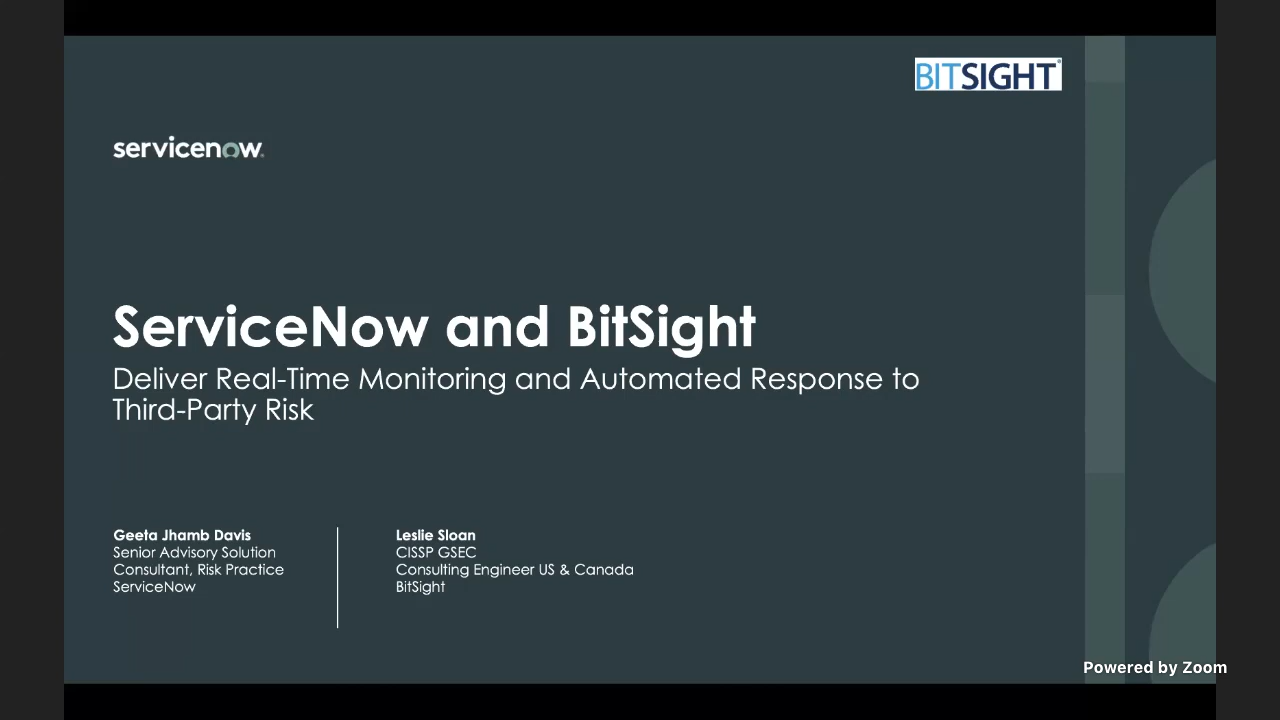 BITSIGHT
servicenow.
ServiceNow and BitSight
Deliver Real-Time Monitoring and Automated Response to
Third-Party Risk
Geeta Jhamb Davis
Senior Advisory Solution
Consultant, Risk Practice
ServiceNow
Leslie Sloan
CISSP GSEC
Consulting Engineer US & Canada
BitSight
Powered by Zoom